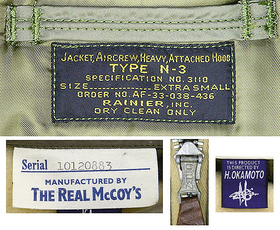 JACKET, AIRCREW, HEAVY, ATTACHED HOOD
TYPE N-3
SPECIFICATION NO. 3110
SIZE EXTRA SMALL
ORDER NO. AF-33-038-436
RAINIER, INC.
DRY CLEAN ONLY
Serial 10120883
MANUFACTURED BY
THE REAL McCOY'S
THIS PRODUCT
IS DIRECTED BY
H.OKAMOTO